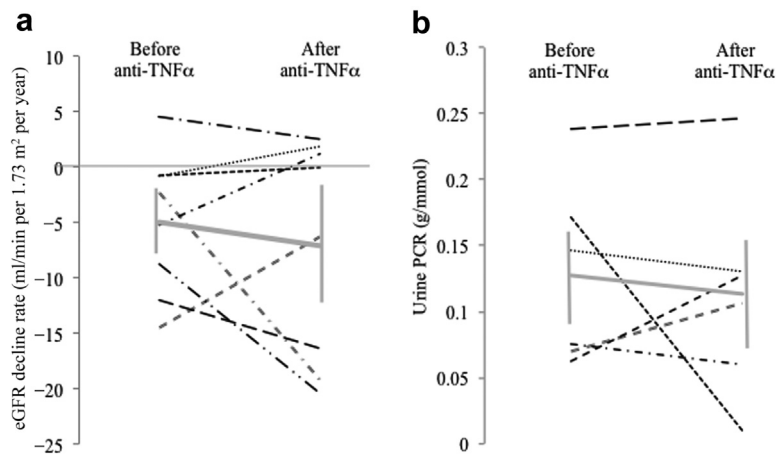 a
eGFR decline rate (ml/min per 1.73 m² per year)
10
5
0
−5
−10
−15
−20
−25
Before
anti-TNFα
After
anti-TNFα
b
Urine PCR (g/mmol)
0.3
0.25
0.2
0.15
0.1
0.05
0
Before
anti-TNFα
After
anti-TNFα